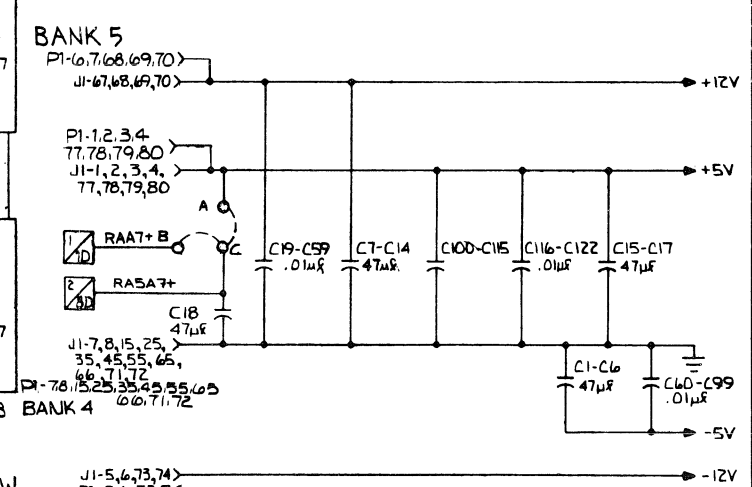 BANK 5
P1-6,7,68,69,70
J1-67,68,69,70
+12V
P1-1,2,3,4
77,78,79,80
J1-1,2,3,4,
77,78,79,80
+5V
A
1
RAA7+ B
C
C19-C59
.01µf
C7-C14
47µf
C100-C115
C116-C122
.01µf
C15-C17
47µf
2
RA5A7+
C18
47µf
J1-7,8,15,25,
35,45,55,65,
66,71,72
P1-7,8,15,25,35,45,55,65
66,71,72
BANK 4
C1-C6
47µf
C60-C99
.01µf
-5V
J1-5,6,73,74
-12V